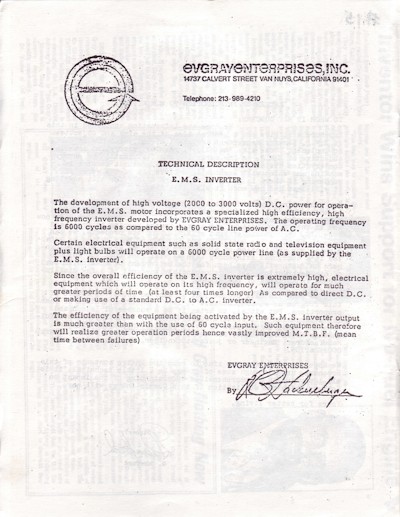 EVGRAYENTERPRISES, INC.
14737 CALVERT STREET VAN NUYS, CALIFORNIA 91401
Telephone: 213-989-4210
TECHNICAL DESCRIPTION
E.M.S. INVERTER
The development of high voltage (2000 to 3000 volts) D.C. power for opera-
tion of the E.M.S. motor incorporates a specialized high efficiency, high
frequency inverter developed by EVGRAY ENTERPRISES. The operating frequency
is 6000 cycles as compared to the 60 cycle line power of A.C.
Certain electrical equipment such as solid state radio and television equipment
plus light bulbs will operate on a 6000 cycle power line (as supplied by the
E.M.S. inverter).
Since the overall efficiency of the E.M.S. inverter is extremely high, electrical
equipment which will operate on its high frequency, will operate for much
greater periods of time (at least four times longer) As compared to direct D.C.
or making use of a standard D.C. to A.C. inverter.
The efficiency of the equipment being activated by the E.M.S. inverter output
is much greater than with the use of 60 cycle input. Such equipment therefore
will realize greater operation periods hence vastly improved M.T.B.F. (mean
time between failures)
EVGRAY ENTERPRISES
By